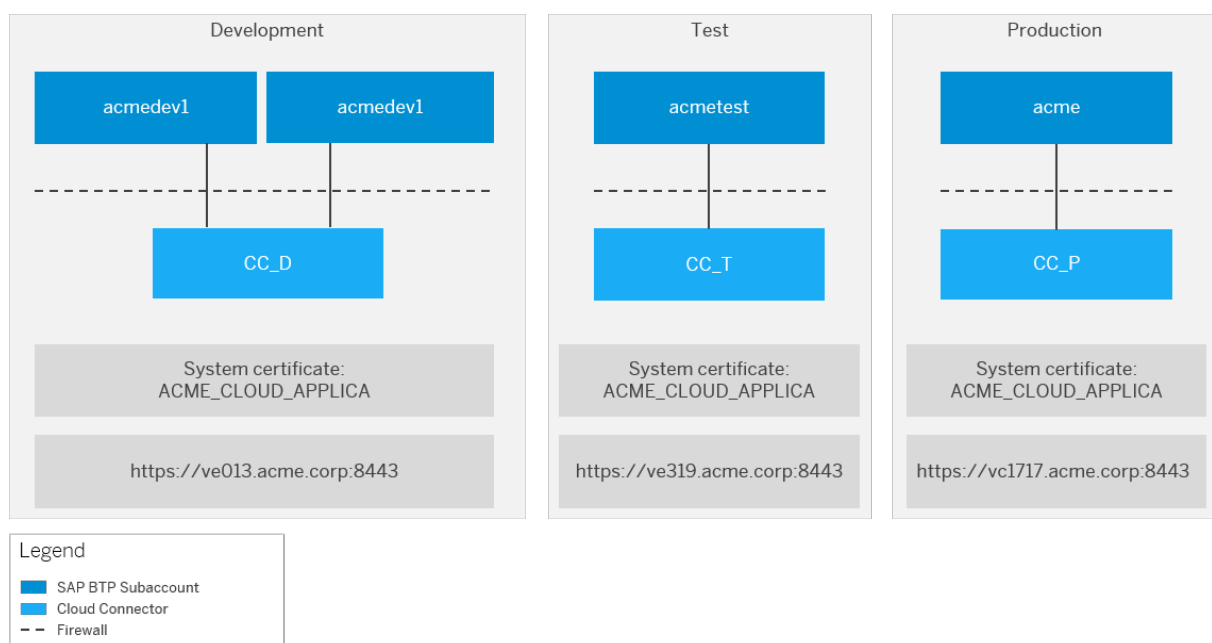 Development
acmedev1
acmedev1
CC_D
System certificate:
ACME_CLOUD_APPLICA
https://ve013.acme.corp:8443
Test
acmetest
CC_T
System certificate:
ACME_CLOUD_APPLICA
https://ve319.acme.corp:8443
Production
acme
CC_P
System certificate:
ACME_CLOUD_APPLICA
https://vc1717.acme.corp:8443
Legend
SAP BTP Subaccount
Cloud Connector
Firewall